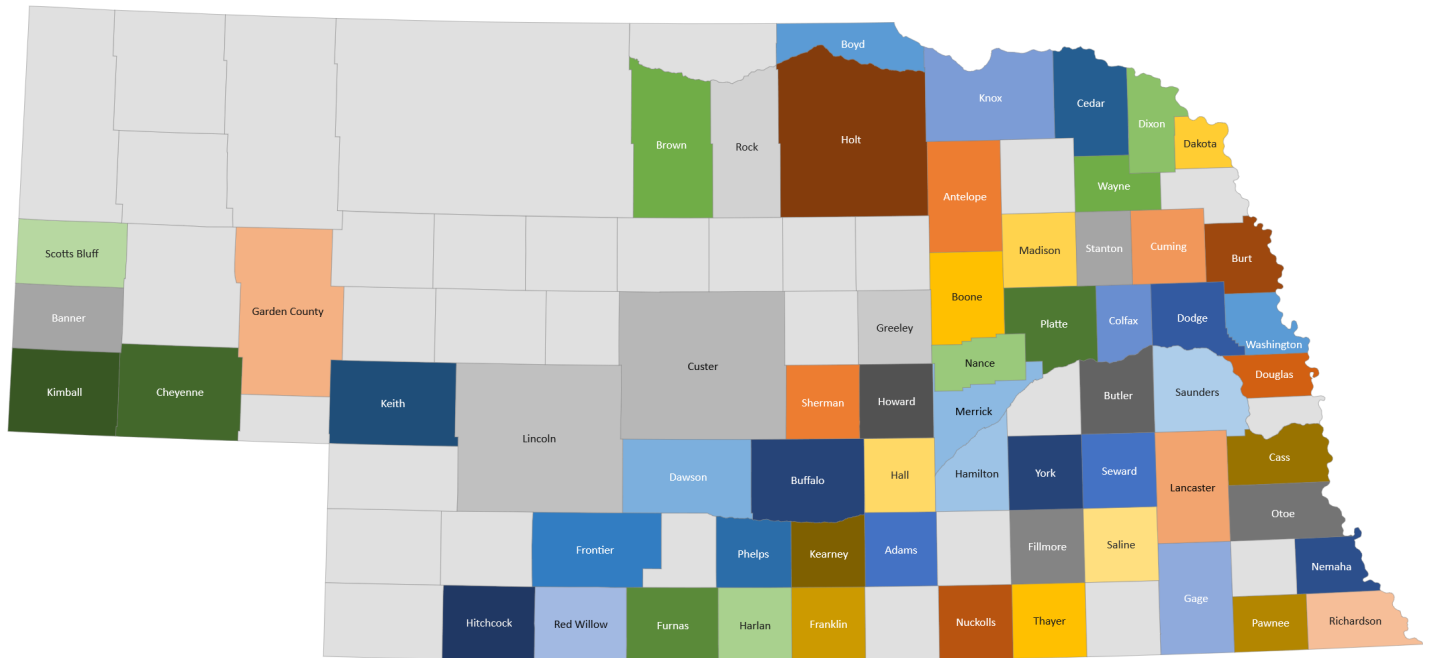 Boyd
Knox
Cedar
Dixon
Dakota
Brown
Rock
Holt
Wayne
Antelope
Scotts Bluff
Madison
Stanton
Cuming
Burt
Banner
Garden County
Boone
Greeley
Platte
Colfax
Dodge
Washington
Kimball
Cheyenne
Keith
Custer
Nance
Douglas
Sherman
Howard
Merrick
Butler
Saunders
Lincoln
Dawson
Buffalo
Hall
Hamilton
York
Seward
Lancaster
Cass
Otoe
Frontier
Phelps
Kearney
Adams
Fillmore
Saline
Nemaha
Hitchcock
Red Willow
Furnas
Harlan
Franklin
Nuckolls
Thayer
Gage
Pawnee
Richardson